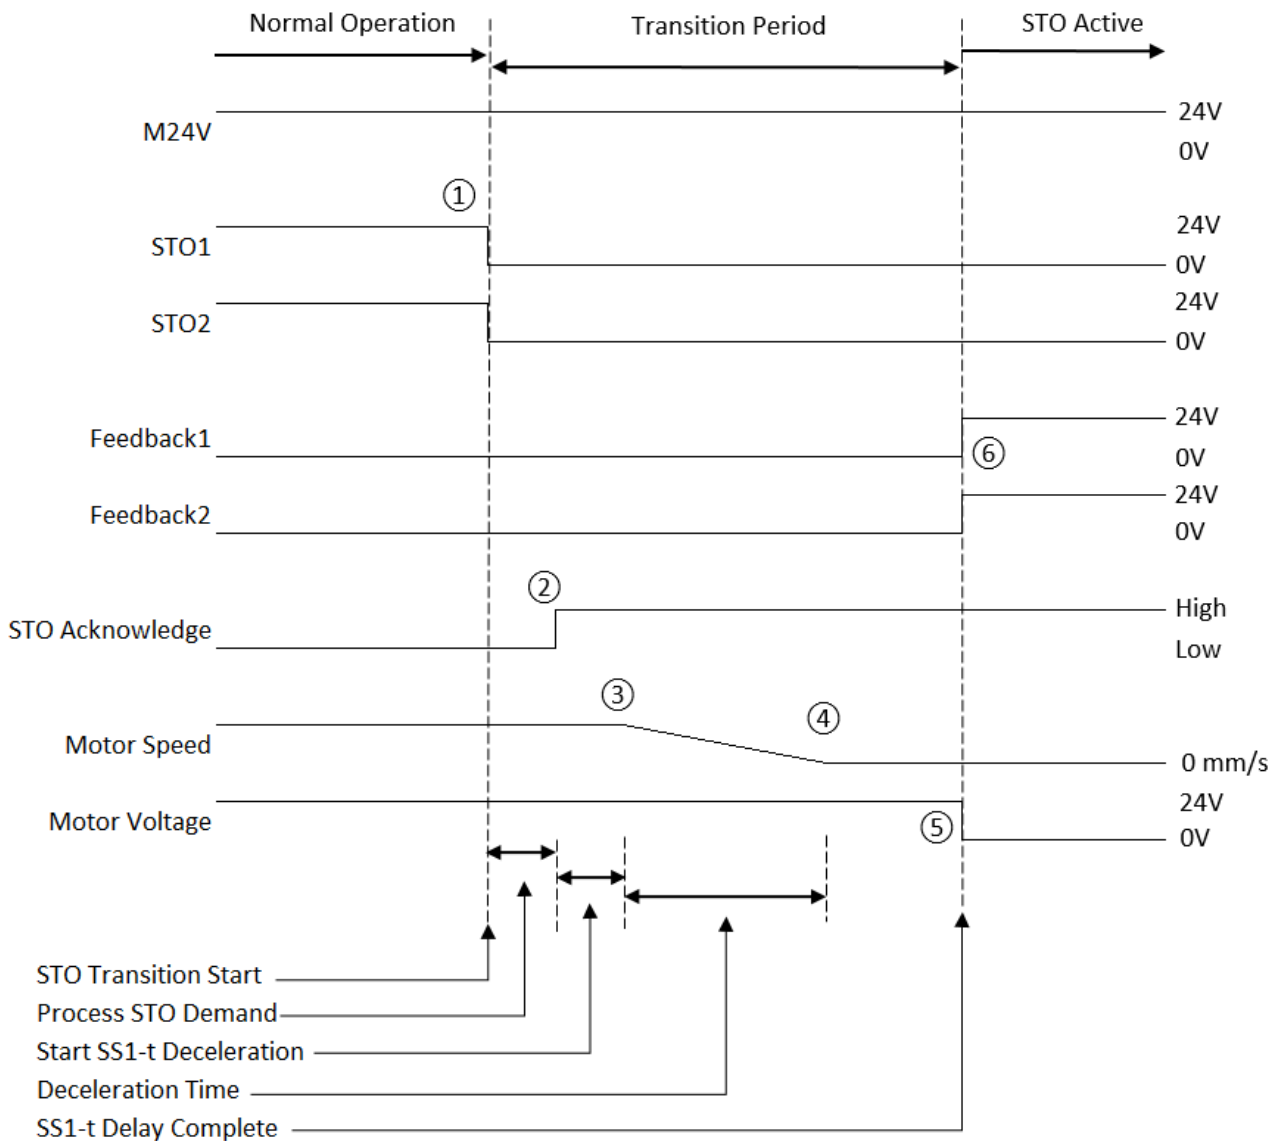 Normal Operation
Transition Period
STO Active
M24V
24V
0V
①
STO1
24V
0V
STO2
24V
0V
Feedback1
24V
⑥
0V
Feedback2
24V
0V
②
STO Acknowledge
High
Low
③
④
Motor Speed
0 mm/s
Motor Voltage
24V
⑤
0V
STO Transition Start
Process STO Demand
Start SS1-t Deceleration
Deceleration Time
SS1-t Delay Complete